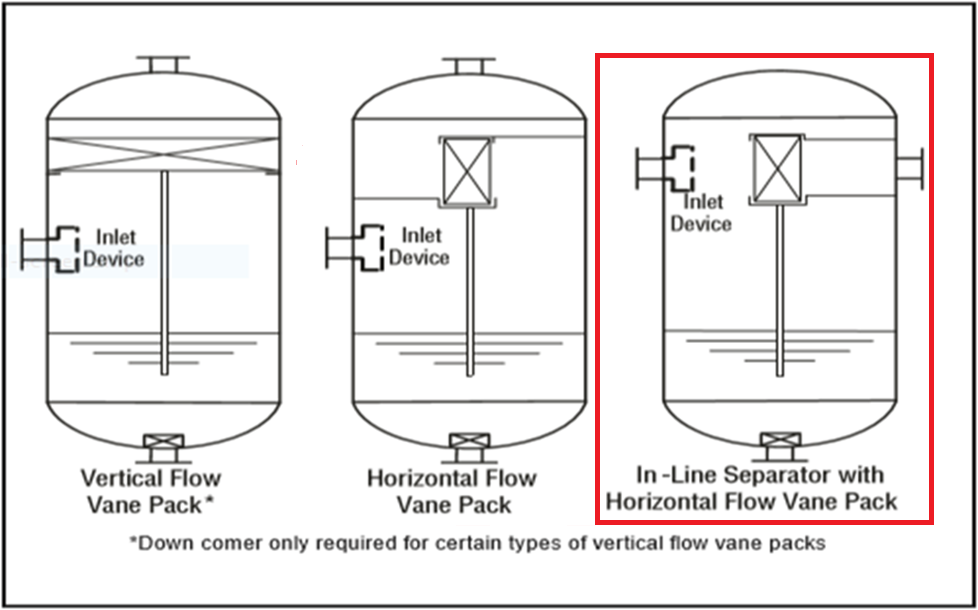 Inlet
Device
Vertical Flow
Vane Pack*
Inlet
Device
Horizontal Flow
Vane Pack
Inlet
Device
In -Line Separator with
Horizontal Flow Vane Pack
*Down comer only required for certain types of vertical flow vane packs